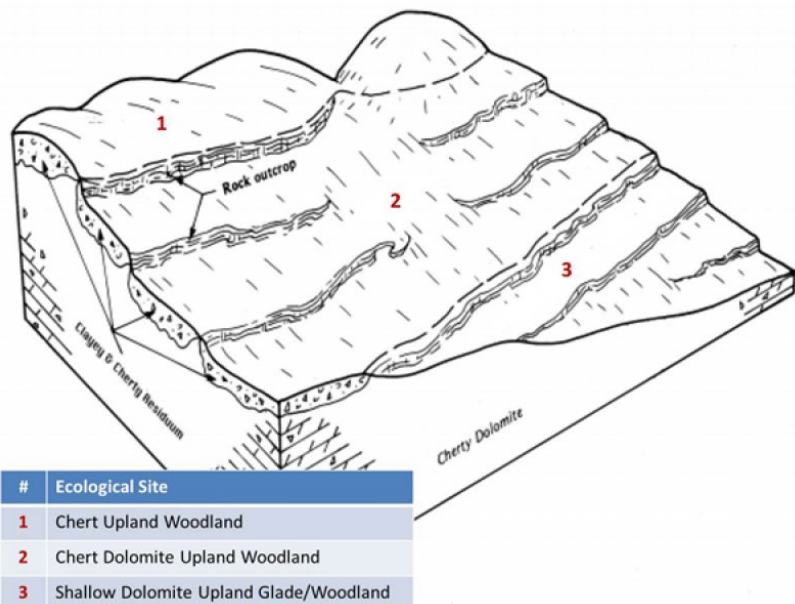 1
Rock outcrop
2
3
Clayey & Cherty Residuum
Cherty Dolomite
# Ecological Site
1 Chert Upland Woodland
2 Chert Dolomite Upland Woodland
3 Shallow Dolomite Upland Glade/Woodland